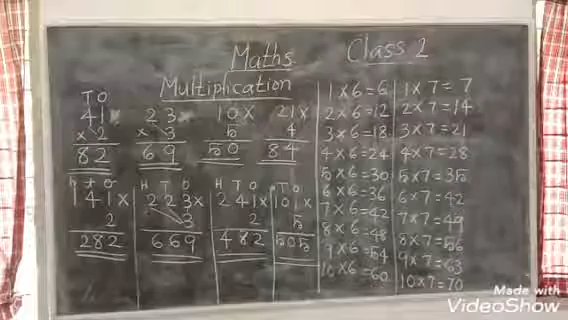 Maths Class 2
Multiplication
T O
41 23 10× 21×
× 2 × 3 5 4
82 69 50 84
H T O H T O H T O T O
141× 223× 241× 101×
2 3 2 5
282 669 482 505
1×6=6 1×7=7
2×6=12 2×7=14
3×6=18 3×7=21
4×6=24 4×7=28
5×6=30 5×7=35
6×6=36 6×7=42
7×6=42 7×7=49
8×6=48 8×7=56
9×6=54 9×7=63
10×6=60 10×7=70
Made with
VideoShow